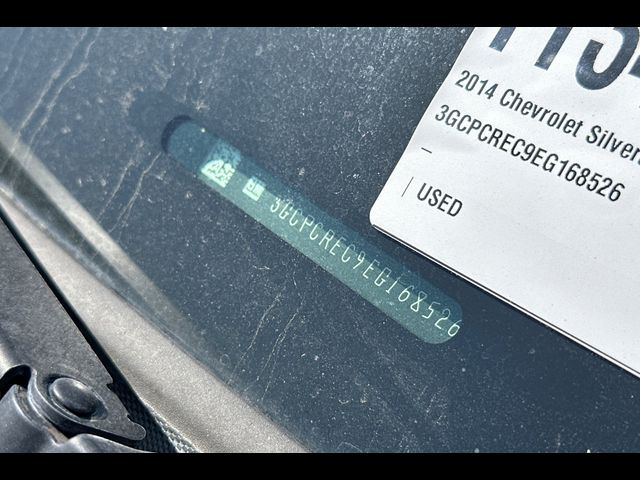 2014 Chevrolet Silver
3GCPCREC9EG168526
–
| USED
3GCPCREC9EG168526